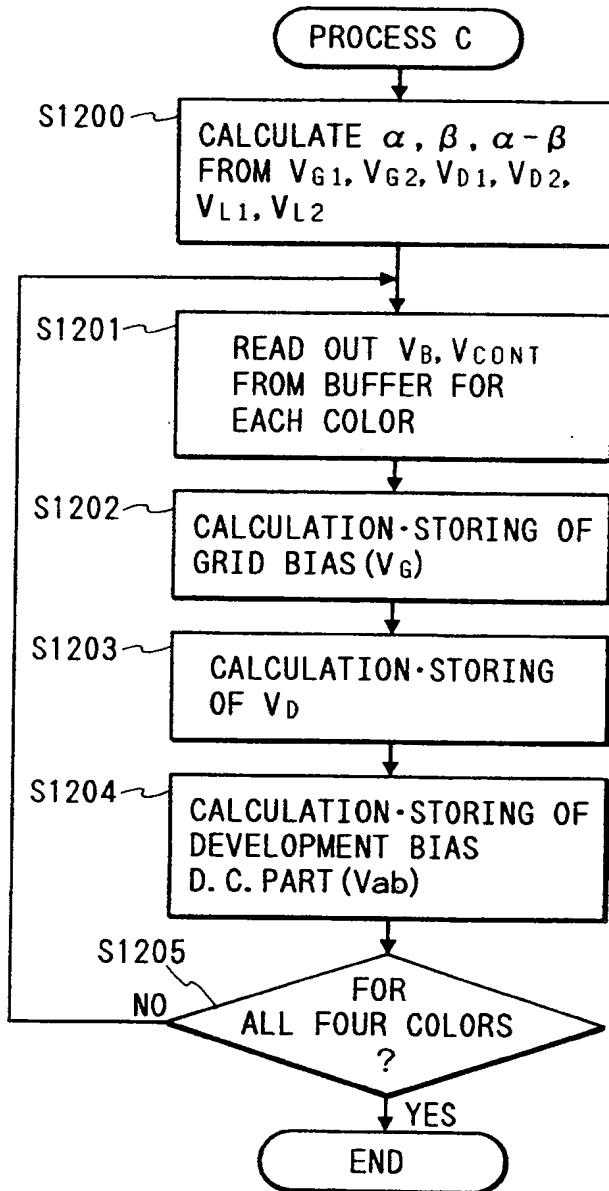 PROCESS C
S1200
CALCULATE α, β, α-β
FROM VG1, VG2, VD1, VD2,
VL1, VL2
S1201
READ OUT VB, VCONT
FROM BUFFER FOR
EACH COLOR
S1202
CALCULATION·STORING OF
GRID BIAS(VG)
S1203
CALCULATION·STORING
OF VD
S1204
CALCULATION·STORING OF
DEVELOPMENT BIAS
D.C.PART(Vab)
S1205
FOR
ALL FOUR COLORS
?
NO
YES
END